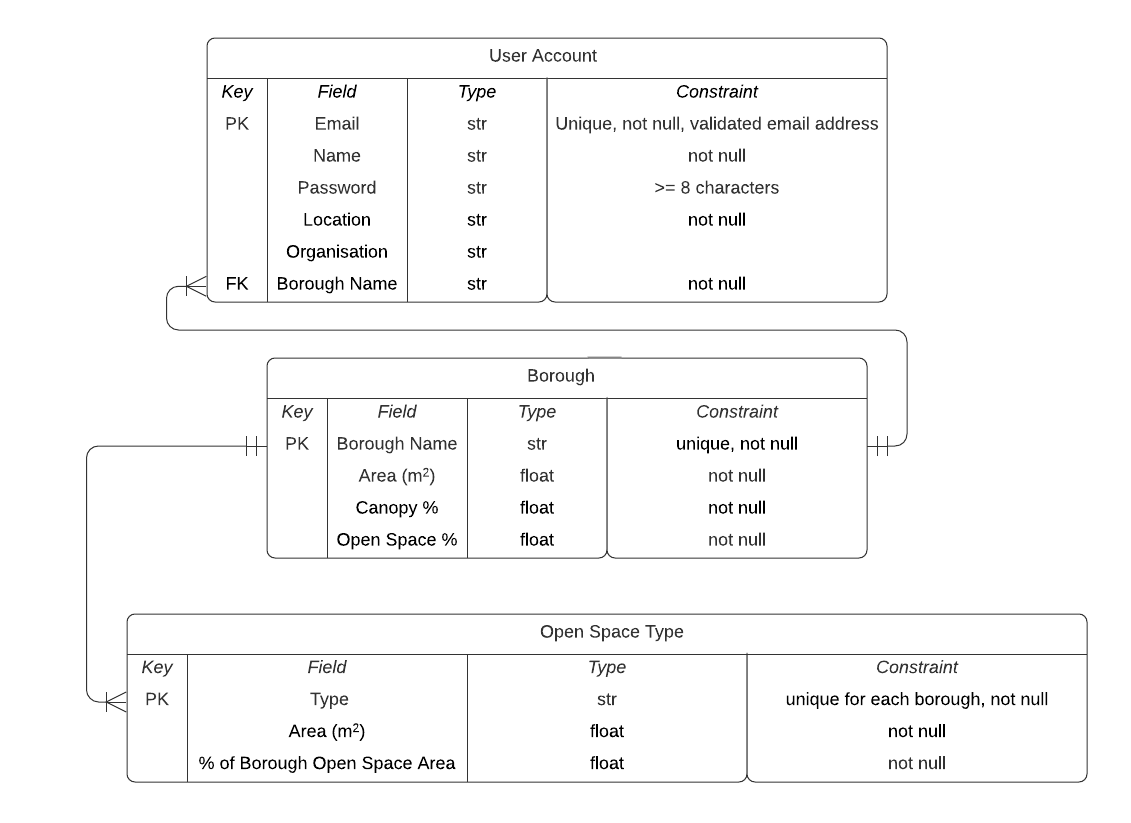 User Account
Key Field Type Constraint
PK Email str Unique, not null, validated email address
Name str not null
Password str >= 8 characters
Location str not null
Organisation str
FK Borough Name str not null
Borough
Key Field Type Constraint
PK Borough Name str unique, not null
Area (m²) float not null
Canopy % float not null
Open Space % float not null
Open Space Type
Key Field Type Constraint
PK Type str unique for each borough, not null
Area (m²) float not null
% of Borough Open Space Area float not null